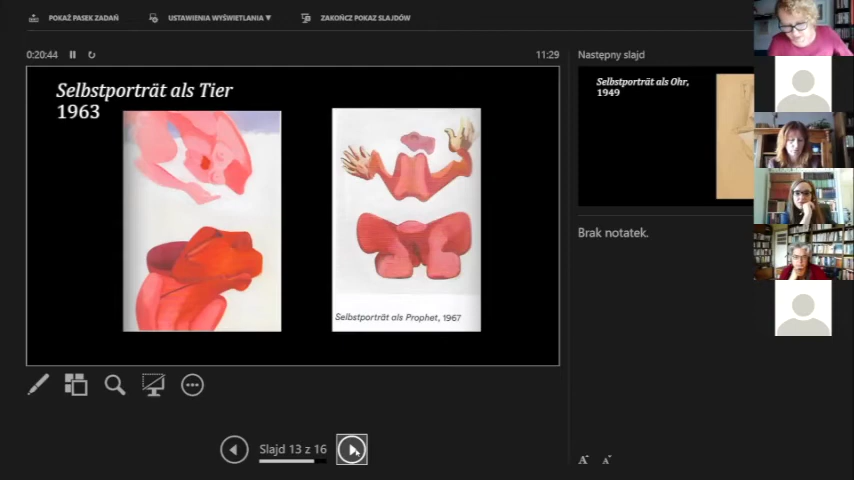 POKAŻ PASEK ZADAŃ USTAWIENIA WYŚWIETLANIA ▼ ZAKOŃCZ POKAZ SLAJDÓW
0:20:44 11:29
Selbstporträt als Tier
1963
Selbstporträt als Prophet, 1967
Slajd 13 z 16
Następny slajd
Selbstporträt als Ohr,
1949
Brak notatek.
A A